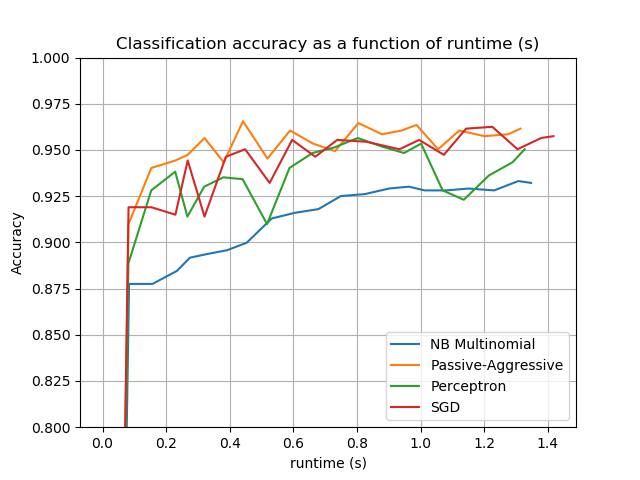 Classification accuracy as a function of runtime (s)
1.000
0.975
0.950
0.925
0.900
0.875
0.850
0.825
0.800
Accuracy
NB Multinomial
Passive-Aggressive
Perceptron
SGD
0.0 0.2 0.4 0.6 0.8 1.0 1.2 1.4
runtime (s)